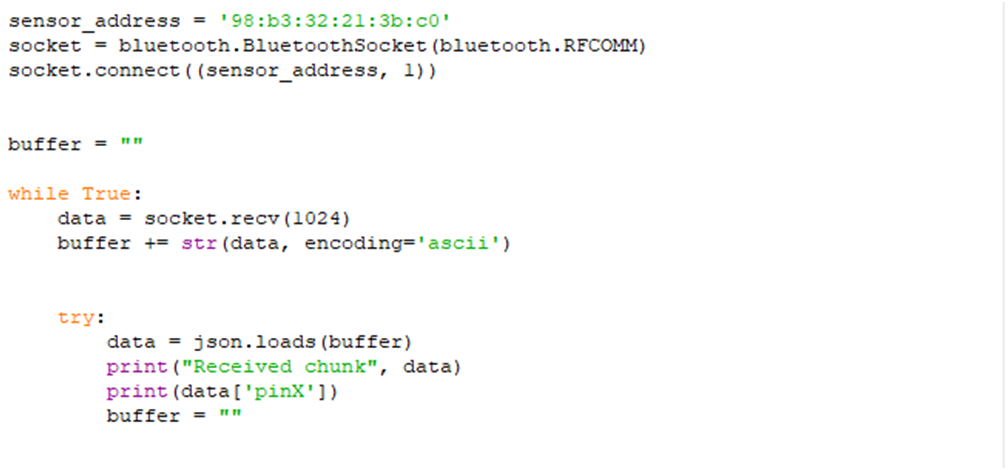 sensor_address = '98:b3:32:21:3b:c0'
socket = bluetooth.BluetoothSocket(bluetooth.RFCOMM)
socket.connect((sensor_address, 1))
buffer = ""
while True:
    data = socket.recv(1024)
    buffer += str(data, encoding='ascii')
    try:
        data = json.loads(buffer)
        print("Received chunk", data)
        print(data['pinX'])
        buffer = ""